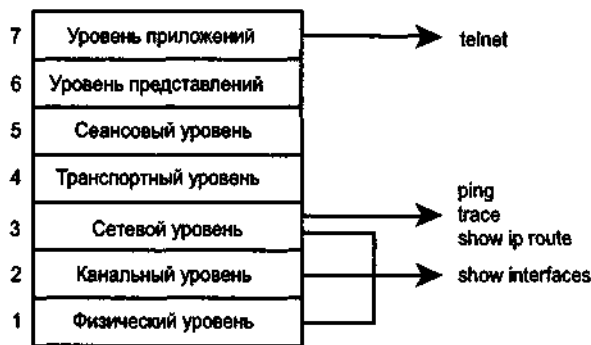 7 Уровень приложений telnet
6 Уровень представлений
5 Сеансовый уровень
4 Транспортный уровень
ping
trace
3 Сетевой уровень show ip route
2 Канальный уровень show interfaces
1 Физический уровень